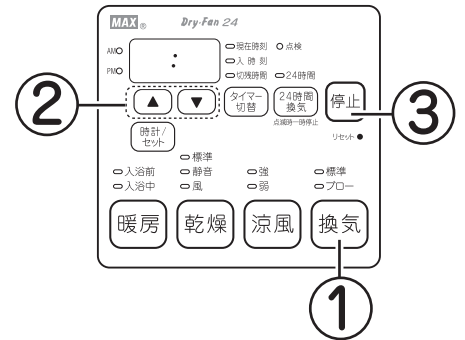 MAX® Dry-Fan 24
AM
PM
:
現在時刻 点検
入時刻
切残時間 24時間
② ▲ ▼
タイマー切替
24時間換気
点滅時一時停止
停止 ③
リセット
時計/セット
入浴前
入浴中
標準
静音
風
強
弱
標準
ブロー
暖房 乾燥 涼風 換気
①